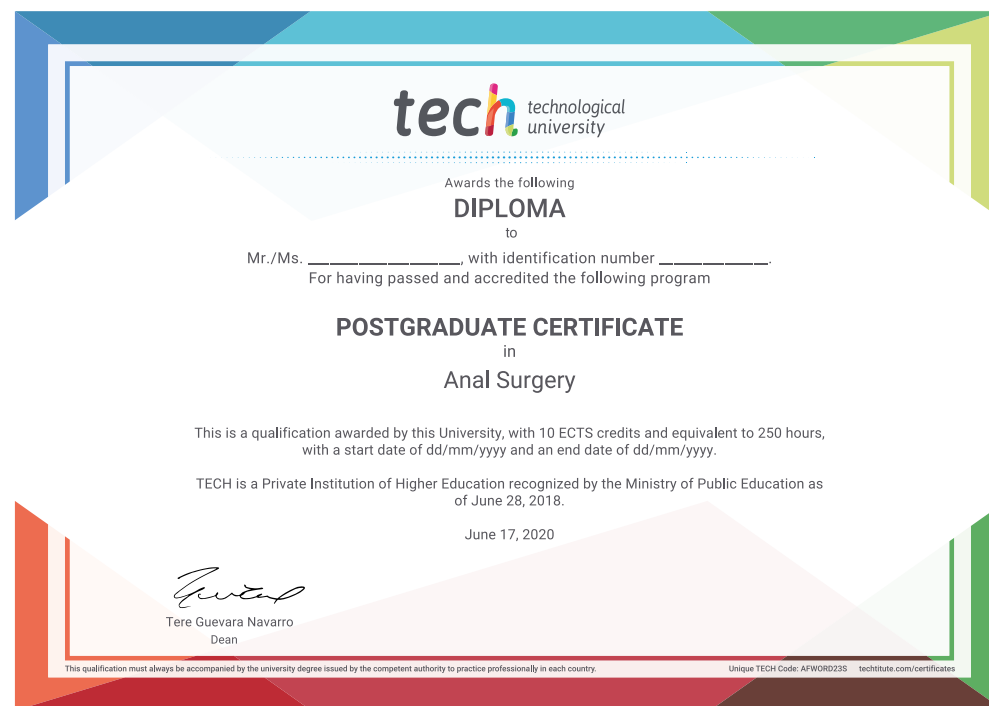 tech technological
university
Awards the following
DIPLOMA
to
Mr./Ms. ____________________, with identification number ______________.
For having passed and accredited the following program
POSTGRADUATE CERTIFICATE
in
Anal Surgery
This is a qualification awarded by this University, with 10 ECTS credits and equivalent to 250 hours,
with a start date of dd/mm/yyyy and an end date of dd/mm/yyyy.
TECH is a Private Institution of Higher Education recognized by the Ministry of Public Education as
of June 28, 2018.
June 17, 2020
Tere Guevara Navarro
Dean
This qualification must always be accompanied by the university degree issued by the competent authority to practice professionally in each country. Unique TECH Code: AFWORD23S techtitute.com/certificates